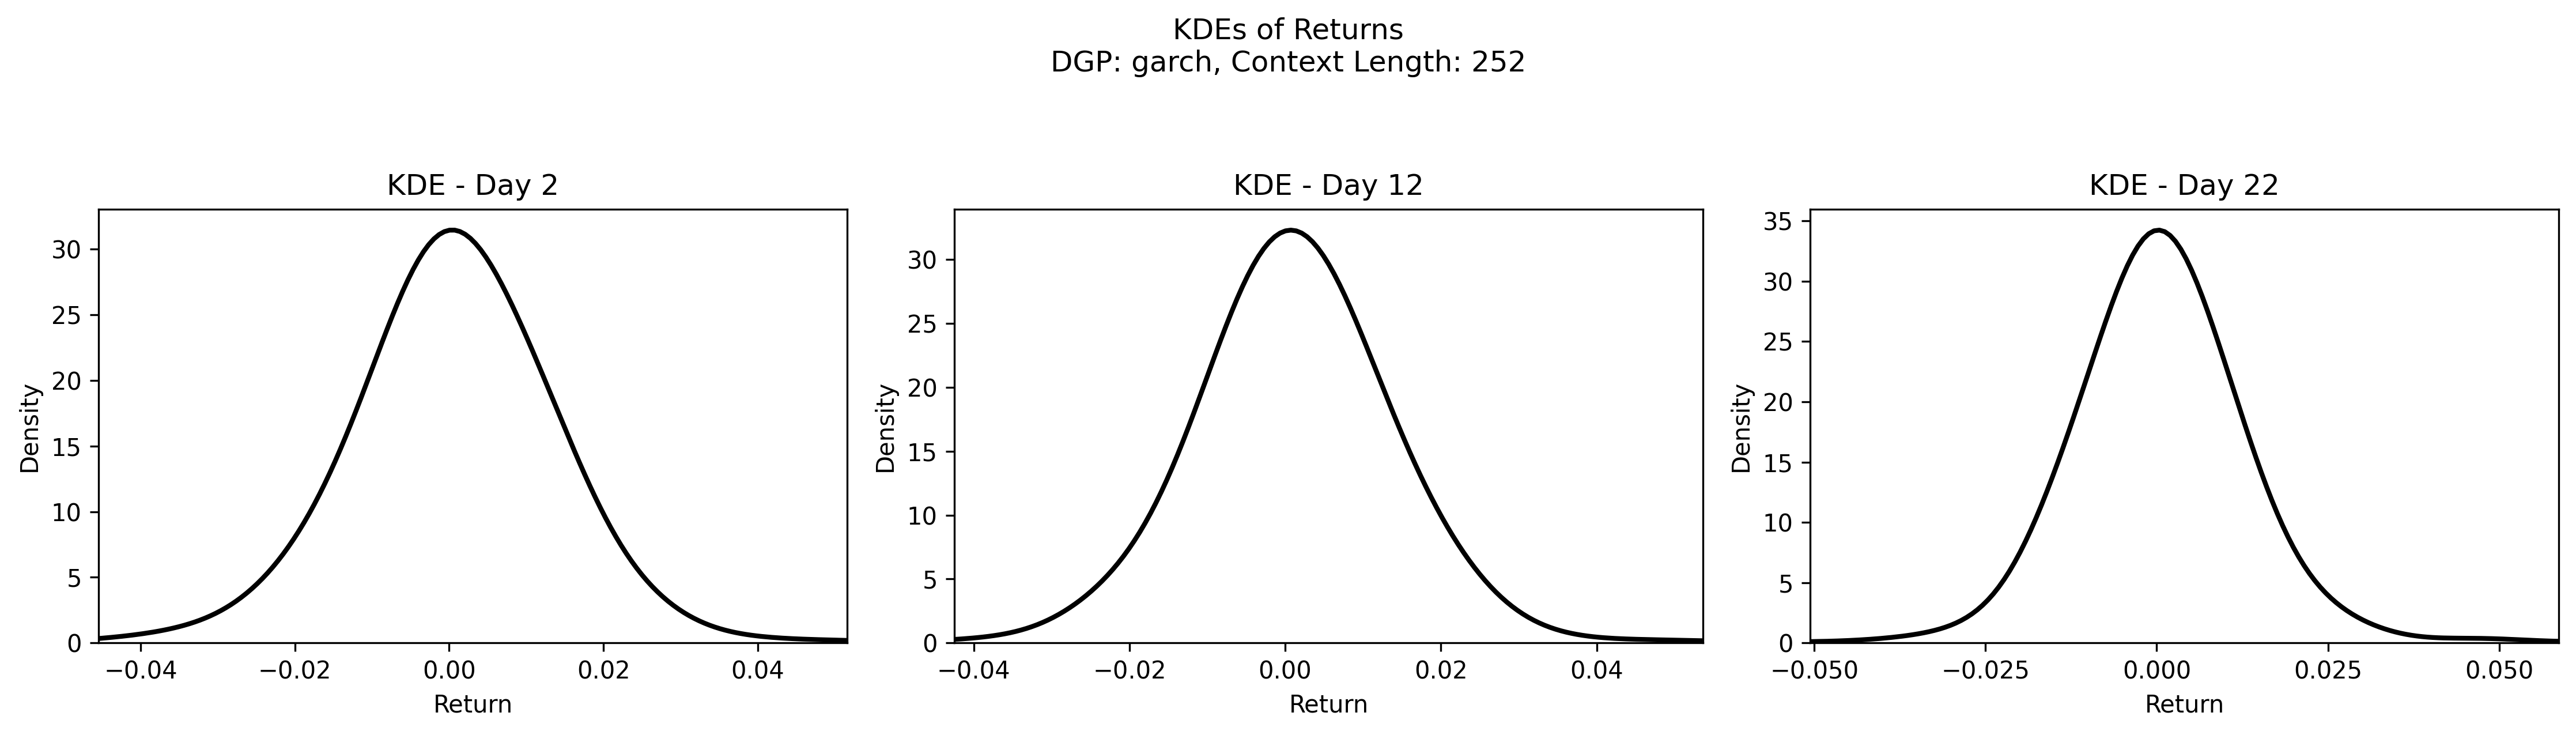 KDEs of Returns
DGP: garch, Context Length: 252
KDE - Day 2
30
25
20
15
10
5
0
Density
−0.04 −0.02 0.00 0.02 0.04
Return
KDE - Day 12
30
25
20
15
10
5
0
Density
−0.04 −0.02 0.00 0.02 0.04
Return
KDE - Day 22
35
30
25
20
15
10
5
0
Density
−0.050 −0.025 0.000 0.025 0.050
Return